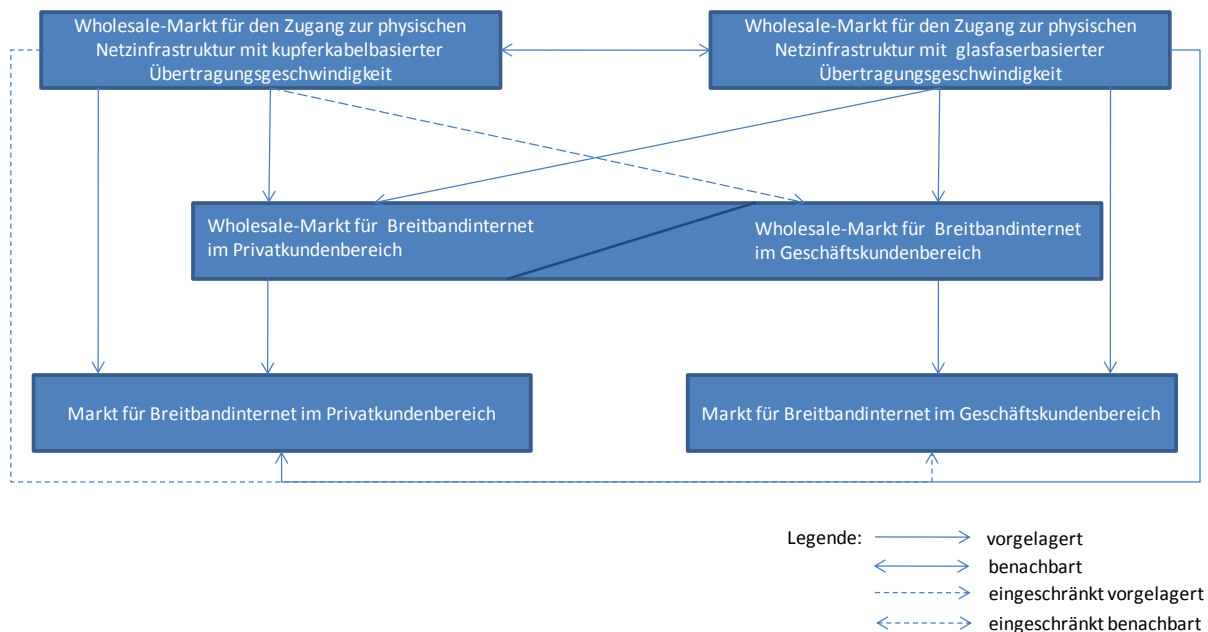 Wholesale-Markt für den Zugang zur physischen
Netzinfrastruktur mit kupferkabelbasierter
Übertragungsgeschwindigkeit
Wholesale-Markt für den Zugang zur physischen
Netzinfrastruktur mit glasfaserbasierter
Übertragungsgeschwindigkeit
Wholesale-Markt für Breitbandinternet
im Privatkundenbereich
Wholesale-Markt für Breitbandinternet
im Geschäftskundenbereich
Markt für Breitbandinternet im Privatkundenbereich
Markt für Breitbandinternet im Geschäftskundenbereich
Legende:
vorgelagert
benachbart
eingeschränkt vorgelagert
eingeschränkt benachbart